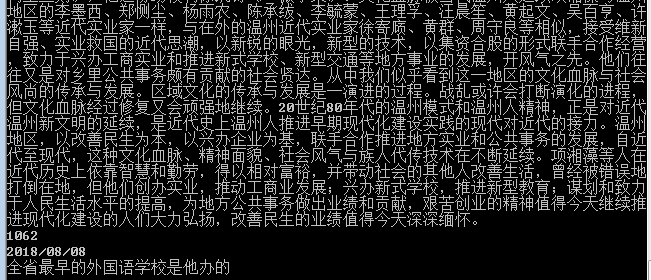 地区的李墨西、郑恻尘、杨雨农、陈承绂、李毓蒙、王理孚、汪晨笙、黄起文、吴百亨、许
漱玉等近代实业家一样，与在外的温州近代实业家徐寄庼、黄群、周守良等相似，接受维新
自强、实业救国的近代思潮，以新锐的眼光，新型的技术，以集资合股的形式联手合作经营
，致力于兴办工商实业和推进新式学校、新型交通等地方事业的发展，开风气之先。他们往
往又是对乡里公共事务颇有贡献的社会贤达。从中我们似乎看到这一地区的文化血脉与社会
风尚的传承与发展。区域文化的传承与发展是一演进的过程。战乱或许会打断演化的进程，
但文化血脉经过修复又会顽强地继续。20世纪80年代的温州模式和温州人精神，正是对近代
温州新文明的延续，是近代史上温州人推进早期现代化建设实践的现代对近代的接力。温州
地区，以改善民生为本，以兴办企业为基，联手合作推进地方实业和公共事务的发展，自近
代至现代，这种文化血脉、精神面貌、社会风气与族人代传技术在不断延续。项湘藻等人在
近代历史上依靠智慧和勤劳，得以相对富裕，并带动社会的其他人改善生活，曾经被错误地
打倒在地，但他们创办实业，推动工商业发展；兴办新式学校，推进新型教育；谋划和致力
于人民生活水平的提高，为地方公共事务做出业绩和贡献，艰苦创业的精神值得今天继续推
进现代化建设的人们大力弘扬，改善民生的业绩值得今天深深缅怀。
1062
2018/08/08
全省最早的外国语学校是他办的